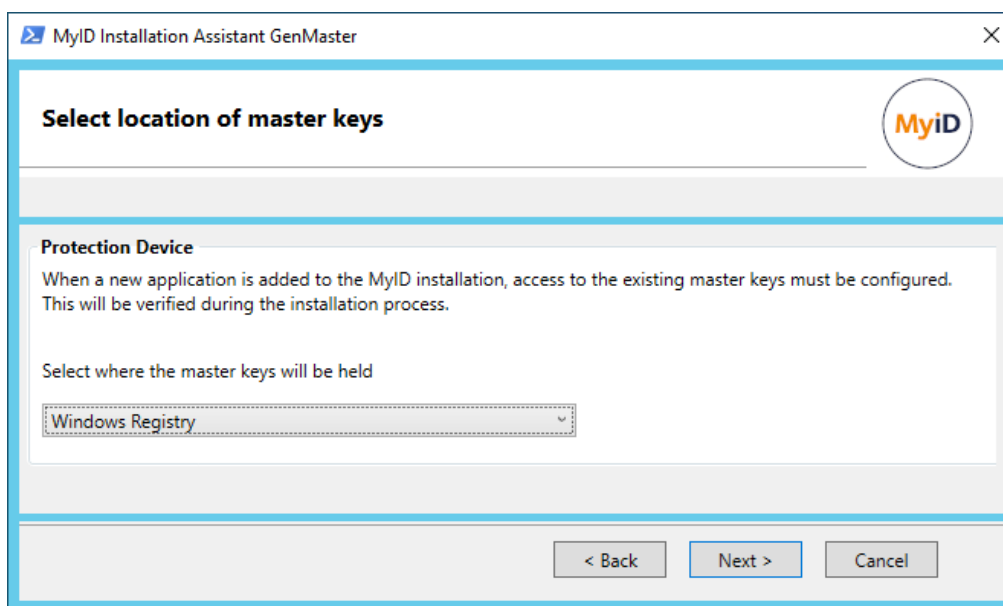 MyID Installation Assistant GenMaster
Select location of master keys
MyiD
Protection Device
When a new application is added to the MyID installation, access to the existing master keys must be configured.
This will be verified during the installation process.
Select where the master keys will be held
Windows Registry
< Back
Next >
Cancel